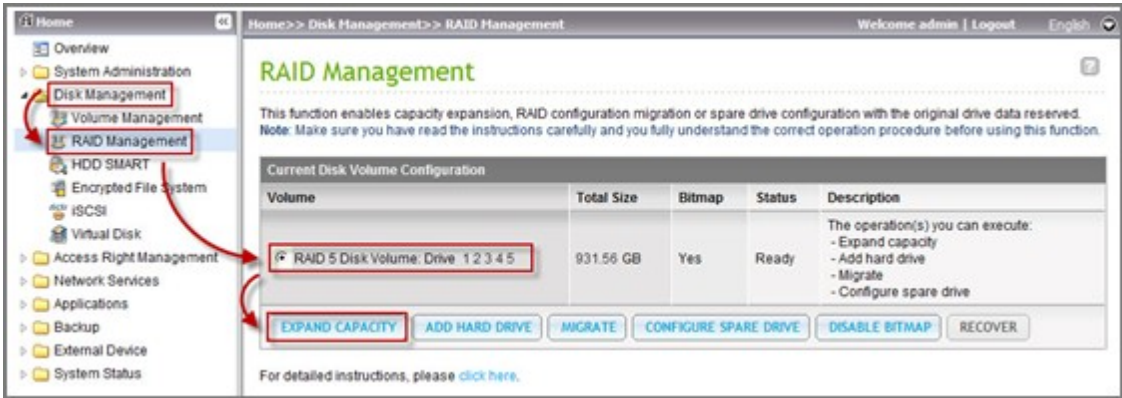 Home
Home>> Disk Management>> RAID Management
Welcome admin | Logout
English
Overview
System Administration
Disk Management
Volume Management
RAID Management
HDD SMART
Encrypted File System
iSCSI
Virtual Disk
Access Right Management
Network Services
Applications
Backup
External Device
System Status
RAID Management
This function enables capacity expansion, RAID configuration migration or spare drive configuration with the original drive data reserved.
Note: Make sure you have read the instructions carefully and you fully understand the correct operation procedure before using this function.
Current Disk Volume Configuration
Volume Total Size Bitmap Status Description
RAID 5 Disk Volume: Drive 1 2 3 4 5 931.56 GB Yes Ready
The operation(s) you can execute:
- Expand capacity
- Add hard drive
- Migrate
- Configure spare drive
EXPAND CAPACITY ADD HARD DRIVE MIGRATE CONFIGURE SPARE DRIVE DISABLE BITMAP RECOVER
For detailed instructions, please click here.